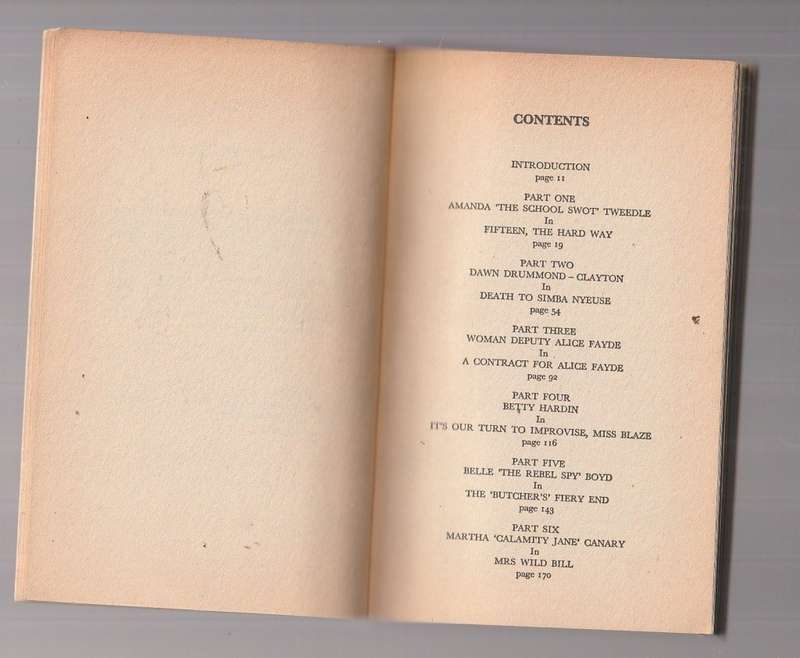 CONTENTS
INTRODUCTION
page 11
PART ONE
AMANDA 'THE SCHOOL SWOT' TWEEDLE
In
FIFTEEN, THE HARD WAY
page 19
PART TWO
DAWN DRUMMOND – CLAYTON
In
DEATH TO SIMBA NYEUSE
page 54
PART THREE
WOMAN DEPUTY ALICE FAYDE
In
A CONTRACT FOR ALICE FAYDE
page 92
PART FOUR
BETTY HARDIN
In
IT'S OUR TURN TO IMPROVISE, MISS BLAZE
page 116
PART FIVE
BELLE 'THE REBEL SPY' BOYD
In
THE 'BUTCHER'S' FIERY END
page 143
PART SIX
MARTHA 'CALAMITY JANE' CANARY
In
MRS WILD BILL
page 170